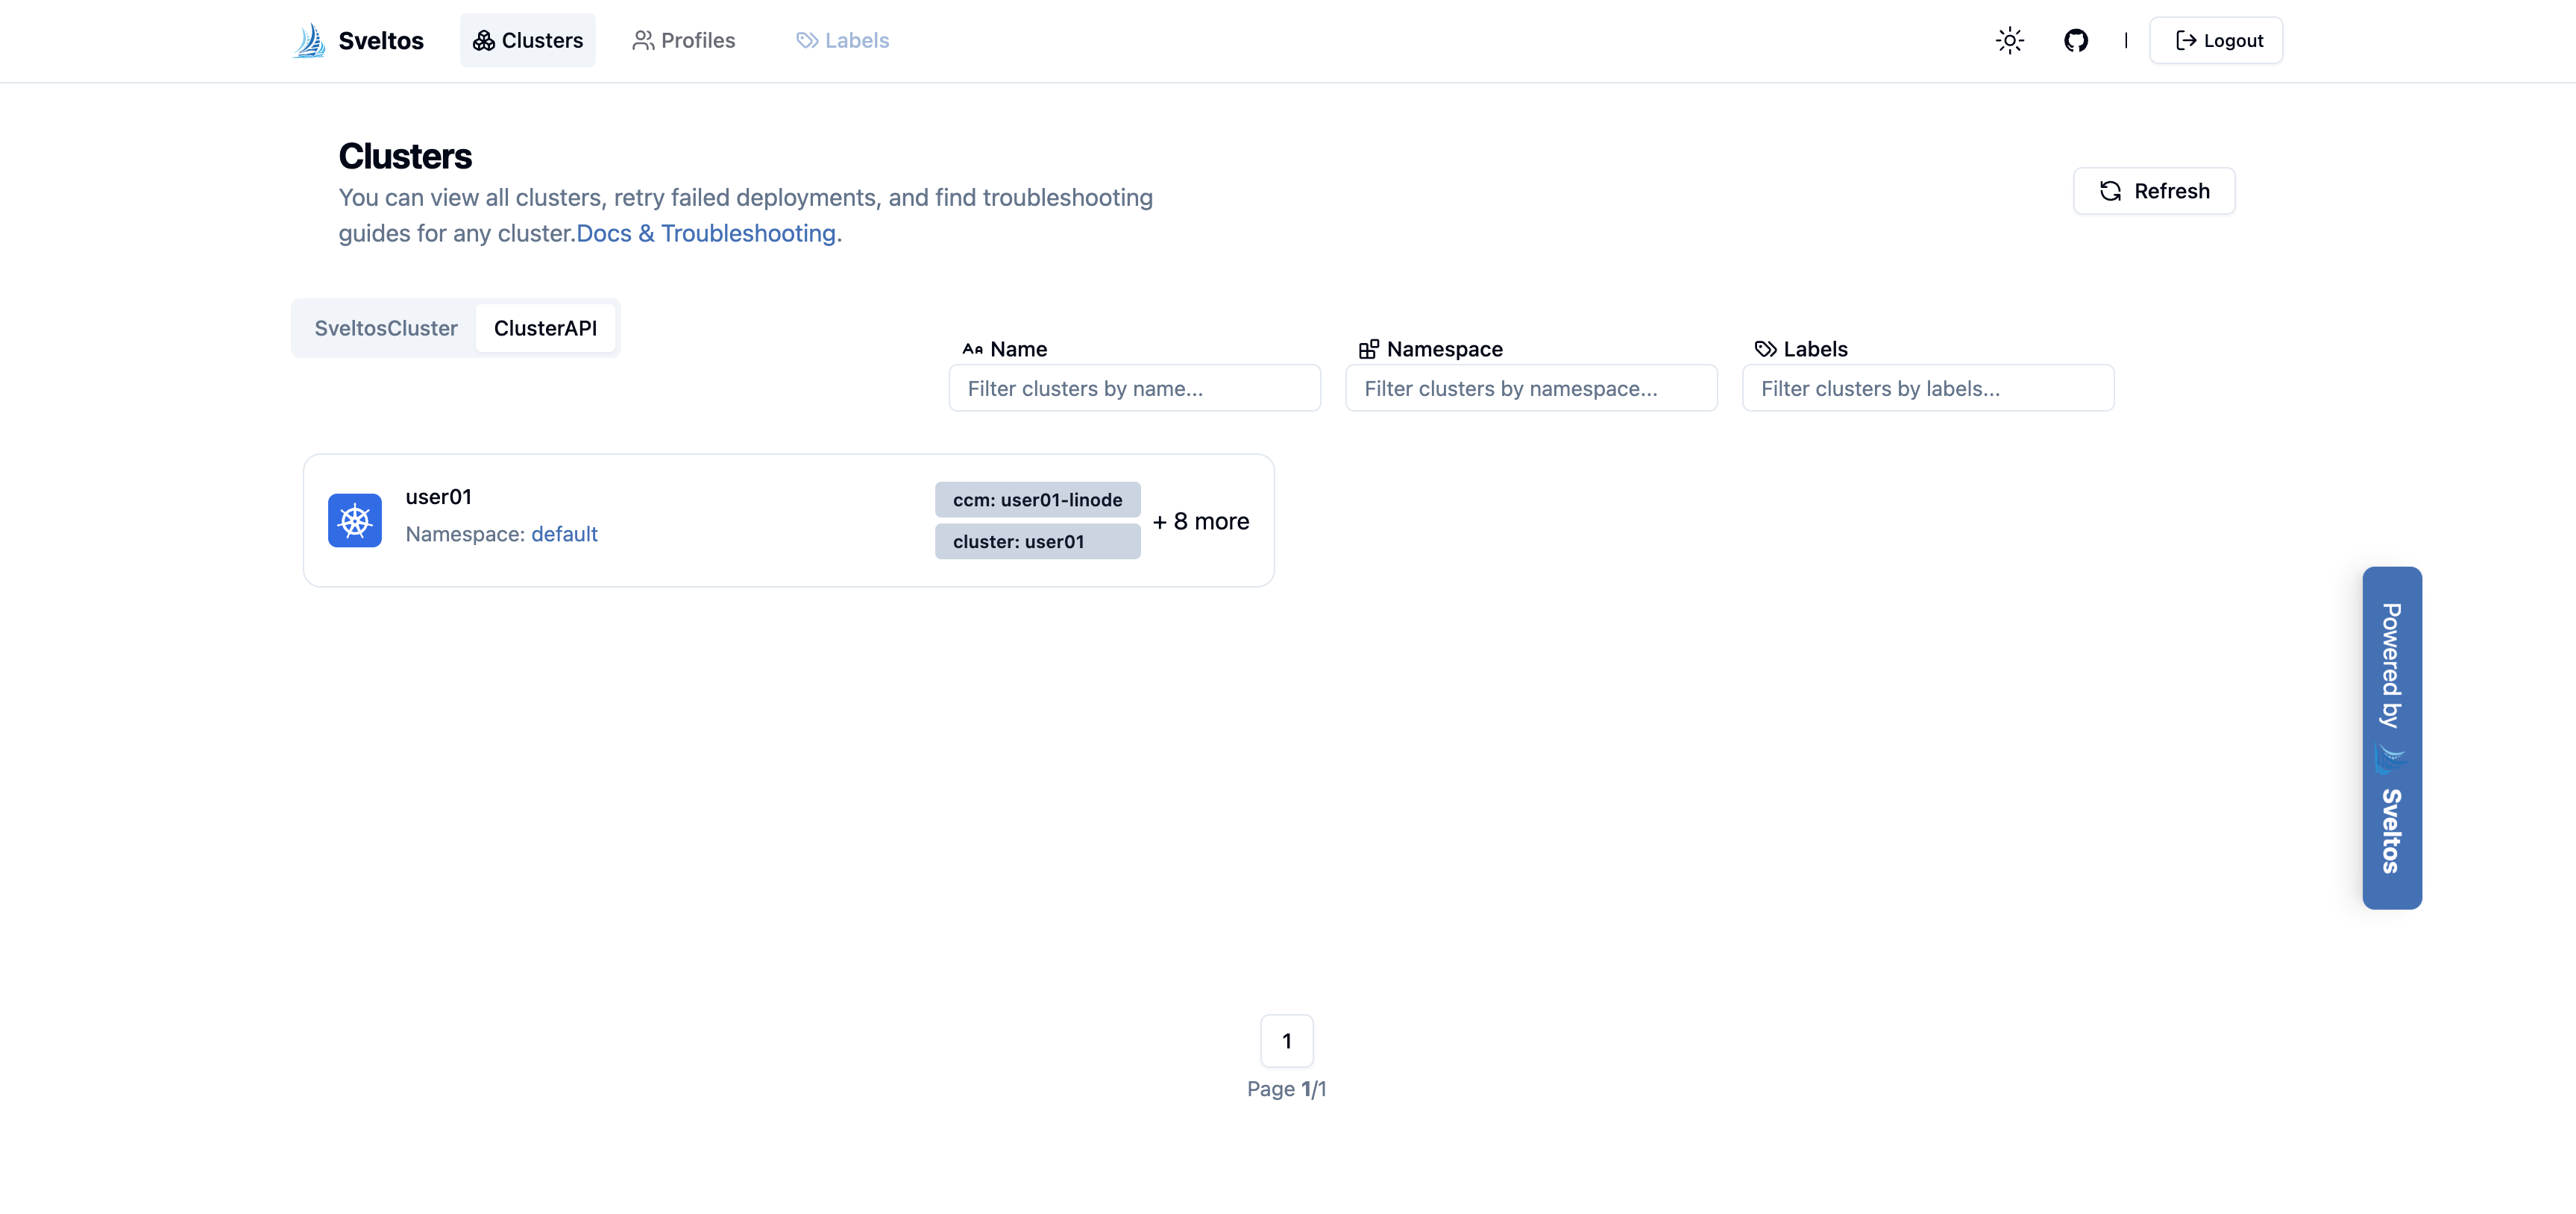 Sveltos
Clusters
Profiles
Labels
|
Logout
Clusters
You can view all clusters, retry failed deployments, and find troubleshooting
guides for any cluster.Docs & Troubleshooting.
Refresh
SveltosCluster
ClusterAPI
Aa Name
Namespace
Labels
Filter clusters by name...
Filter clusters by namespace...
Filter clusters by labels...
user01
Namespace: default
ccm: user01-linode
cluster: user01
+ 8 more
Powered by Sveltos
1
Page 1/1